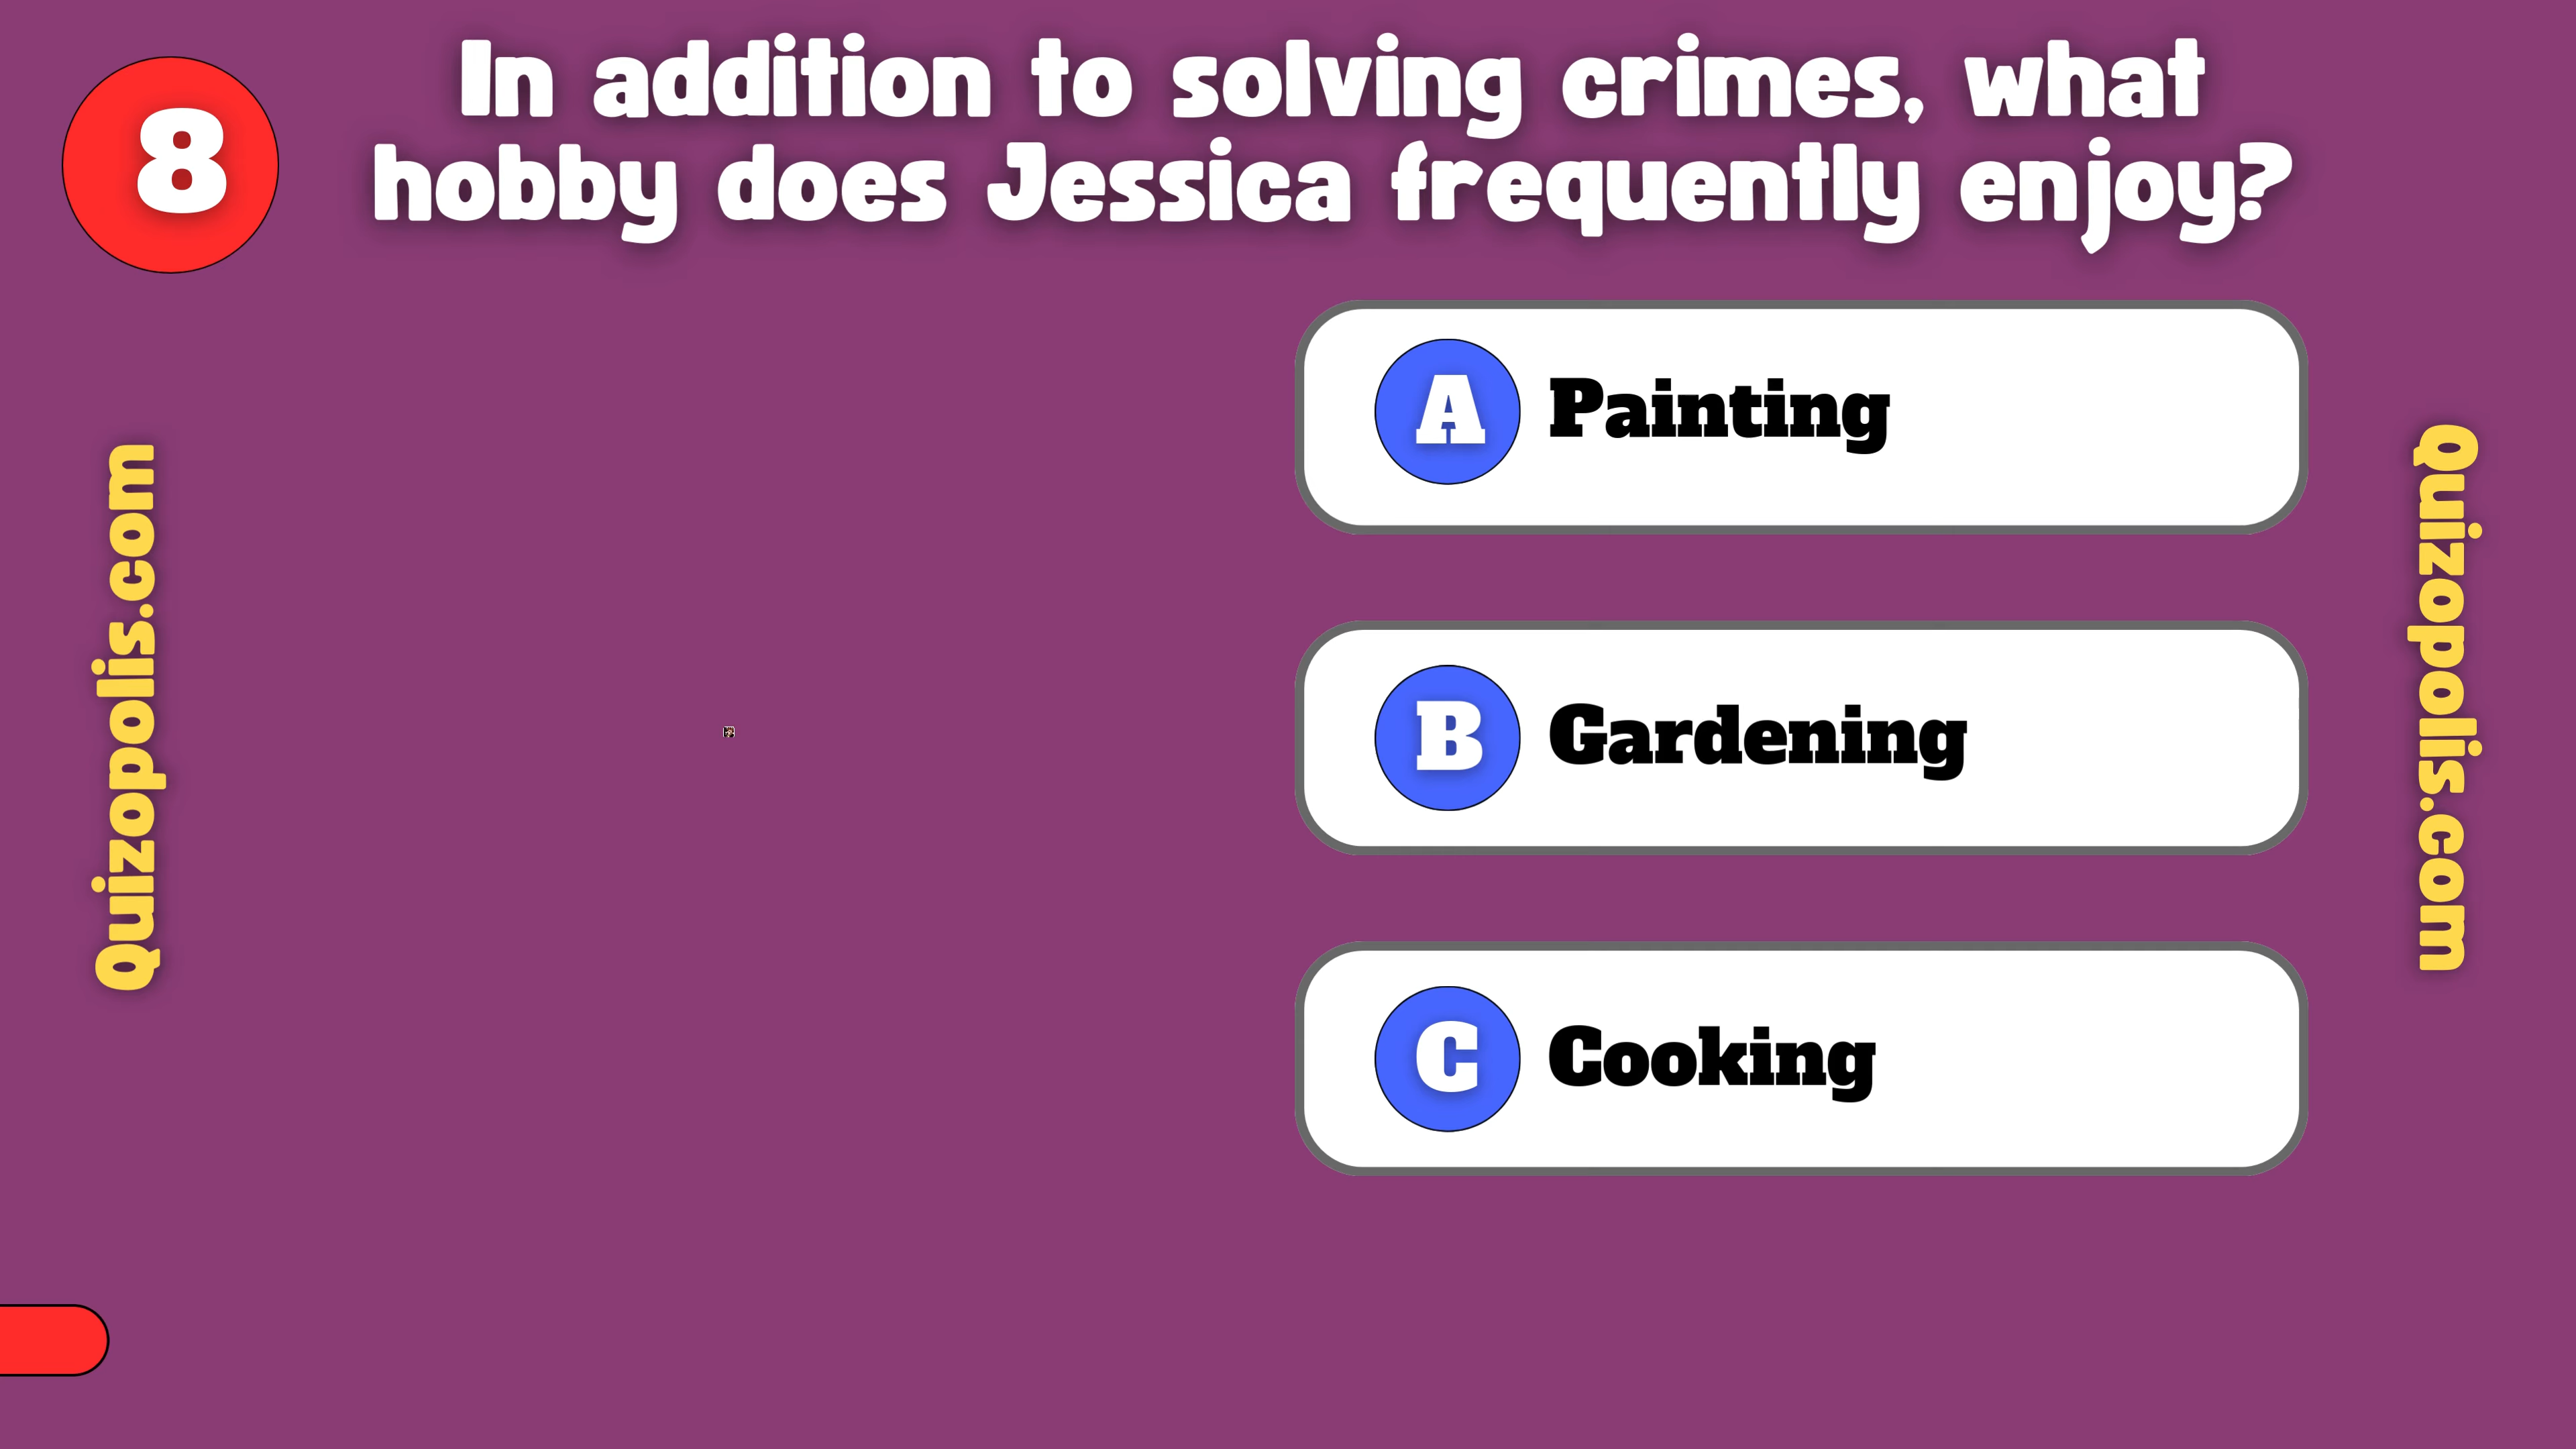 8
In addition to solving crimes, what
hobby does Jessica frequently enjoy?
A Painting
B Gardening
C Cooking
Quizopolis.com
Quizopolis.com